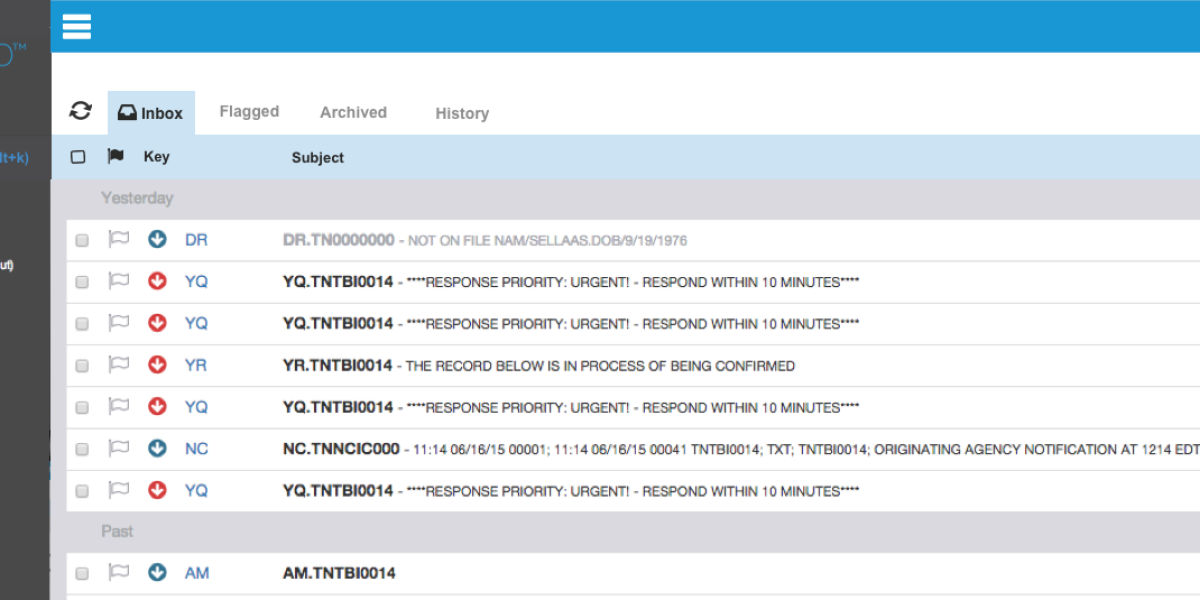 TM
Inbox Flagged Archived History
lt+k) Key Subject
Yesterday
DR DR.TN0000000 - NOT ON FILE NAM/SELLAAS.DOB/9/19/1976
ut)
YQ YQ.TNTBI0014 - ****RESPONSE PRIORITY: URGENT! - RESPOND WITHIN 10 MINUTES****
YQ YQ.TNTBI0014 - ****RESPONSE PRIORITY: URGENT! - RESPOND WITHIN 10 MINUTES****
YR YR.TNTBI0014 - THE RECORD BELOW IS IN PROCESS OF BEING CONFIRMED
YQ YQ.TNTBI0014 - ****RESPONSE PRIORITY: URGENT! - RESPOND WITHIN 10 MINUTES****
NC NC.TNNCIC000 - 11:14 06/16/15 00001; 11:14 06/16/15 00041 TNTBI0014; TXT; TNTBI0014; ORIGINATING AGENCY NOTIFICATION AT 1214 EDT
YQ YQ.TNTBI0014 - ****RESPONSE PRIORITY: URGENT! - RESPOND WITHIN 10 MINUTES****
Past
AM AM.TNTBI0014